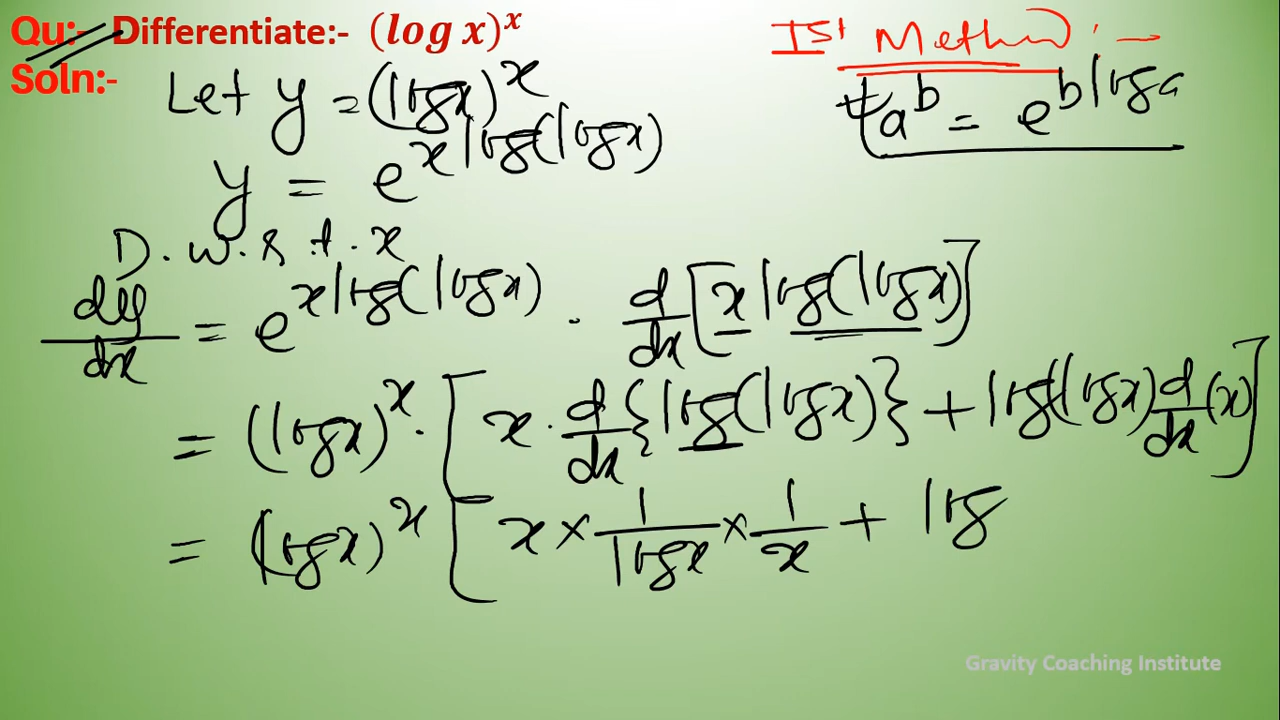 Qu:- Differentiate:- (log x)^x
Ist Method :-
Soln:-
Let y = (log x)^x
a^b = e^{b log a}
y = e^{x log(log x)}
D.w.r.t.x
dy/dx = e^{x log(log x)} . d/dx [x log(log x)]
= (log x)^x . [x . d/dx {log(log x)} + log(log x) d/dx (x)]
= (log x)^x [x × 1/log x × 1/x + log
Gravity Coaching Institute